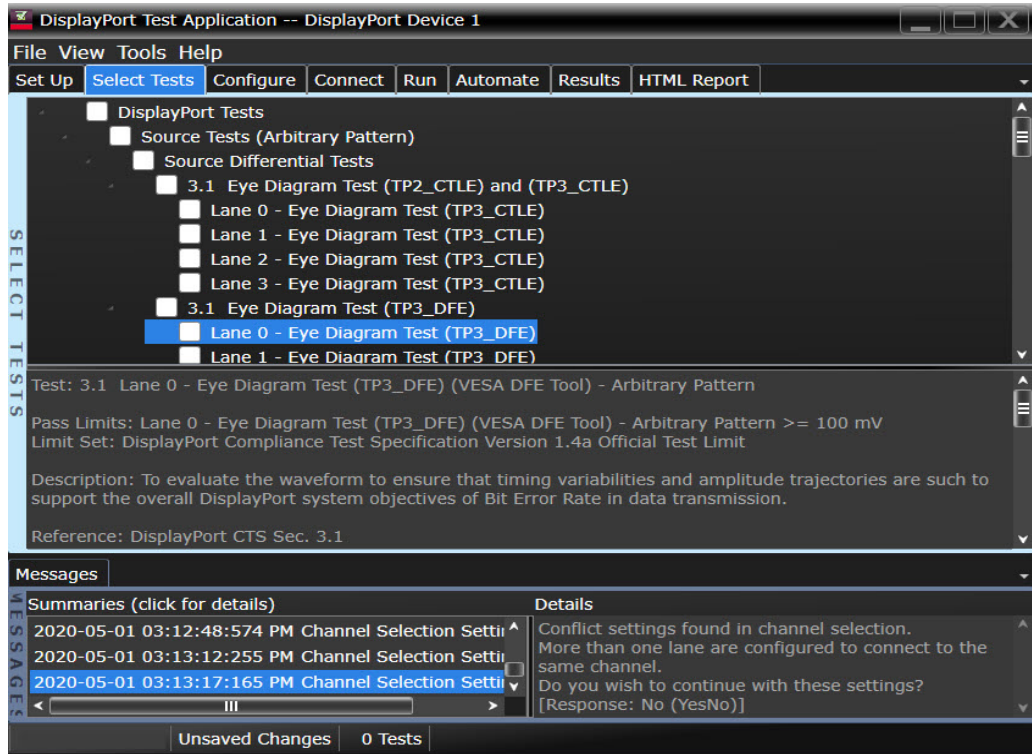 DisplayPort Test Application -- DisplayPort Device 1
File View Tools Help
Set Up Select Tests Configure Connect Run Automate Results HTML Report
DisplayPort Tests
Source Tests (Arbitrary Pattern)
Source Differential Tests
3.1 Eye Diagram Test (TP2_CTLE) and (TP3_CTLE)
Lane 0 - Eye Diagram Test (TP3_CTLE)
Lane 1 - Eye Diagram Test (TP3_CTLE)
Lane 2 - Eye Diagram Test (TP3_CTLE)
Lane 3 - Eye Diagram Test (TP3_CTLE)
3.1 Eye Diagram Test (TP3_DFE)
Lane 0 - Eye Diagram Test (TP3_DFE)
Lane 1 - Eye Diagram Test (TP3_DFE)
SELECT TESTS
Test: 3.1 Lane 0 - Eye Diagram Test (TP3_DFE) (VESA DFE Tool) - Arbitrary Pattern
Pass Limits: Lane 0 - Eye Diagram Test (TP3_DFE) (VESA DFE Tool) - Arbitrary Pattern >= 100 mV
Limit Set: DisplayPort Compliance Test Specification Version 1.4a Official Test Limit
Description: To evaluate the waveform to ensure that timing variabilities and amplitude trajectories are such to
support the overall DisplayPort system objectives of Bit Error Rate in data transmission.
Reference: DisplayPort CTS Sec. 3.1
Messages
MESSAGES
Summaries (click for details)
2020-05-01 03:12:48:574 PM Channel Selection Settin
2020-05-01 03:13:12:255 PM Channel Selection Settin
2020-05-01 03:13:17:165 PM Channel Selection Settin
Details
Conflict settings found in channel selection.
More than one lane are configured to connect to the
same channel.
Do you wish to continue with these settings?
[Response: No (YesNo)]
Unsaved Changes 0 Tests